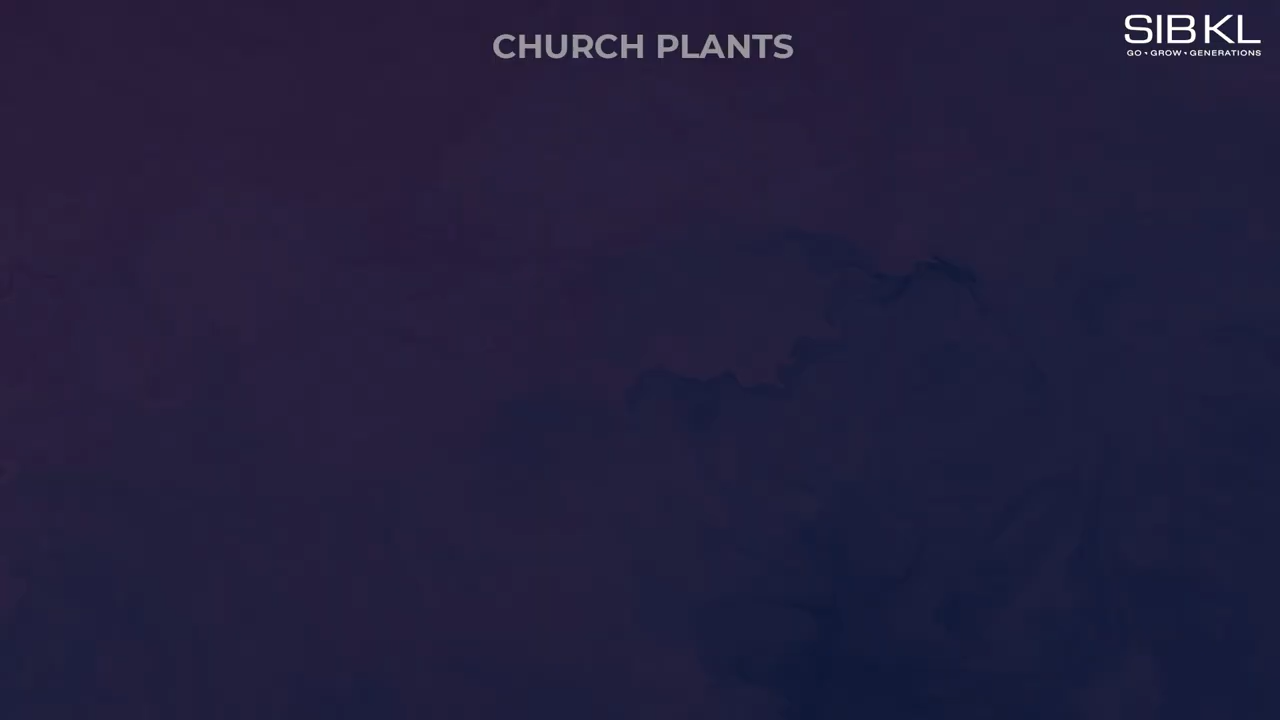 CHURCH PLANTS
SIBKL
GO • GROW • GENERATIONS